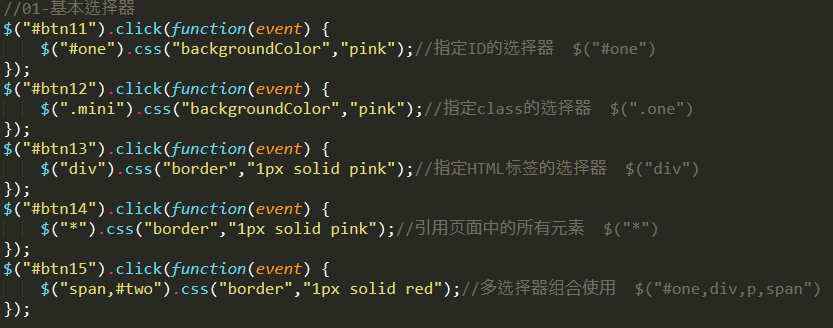 //01-基本选择器
$("#btn11").click(function(event) {
    $("#one").css("backgroundColor","pink");//指定ID的选择器  $("#one")
});
$("#btn12").click(function(event) {
    $(".mini").css("backgroundColor","pink");//指定class的选择器  $(".one")
});
$("#btn13").click(function(event) {
    $("div").css("border","1px solid pink");//指定HTML标签的选择器  $("div")
});
$("#btn14").click(function(event) {
    $("*").css("border","1px solid pink");//引用页面中的所有元素  $("*")
});
$("#btn15").click(function(event) {
    $("span,#two").css("border","1px solid red");//多选择器组合使用  $("#one,div,p,span")
});